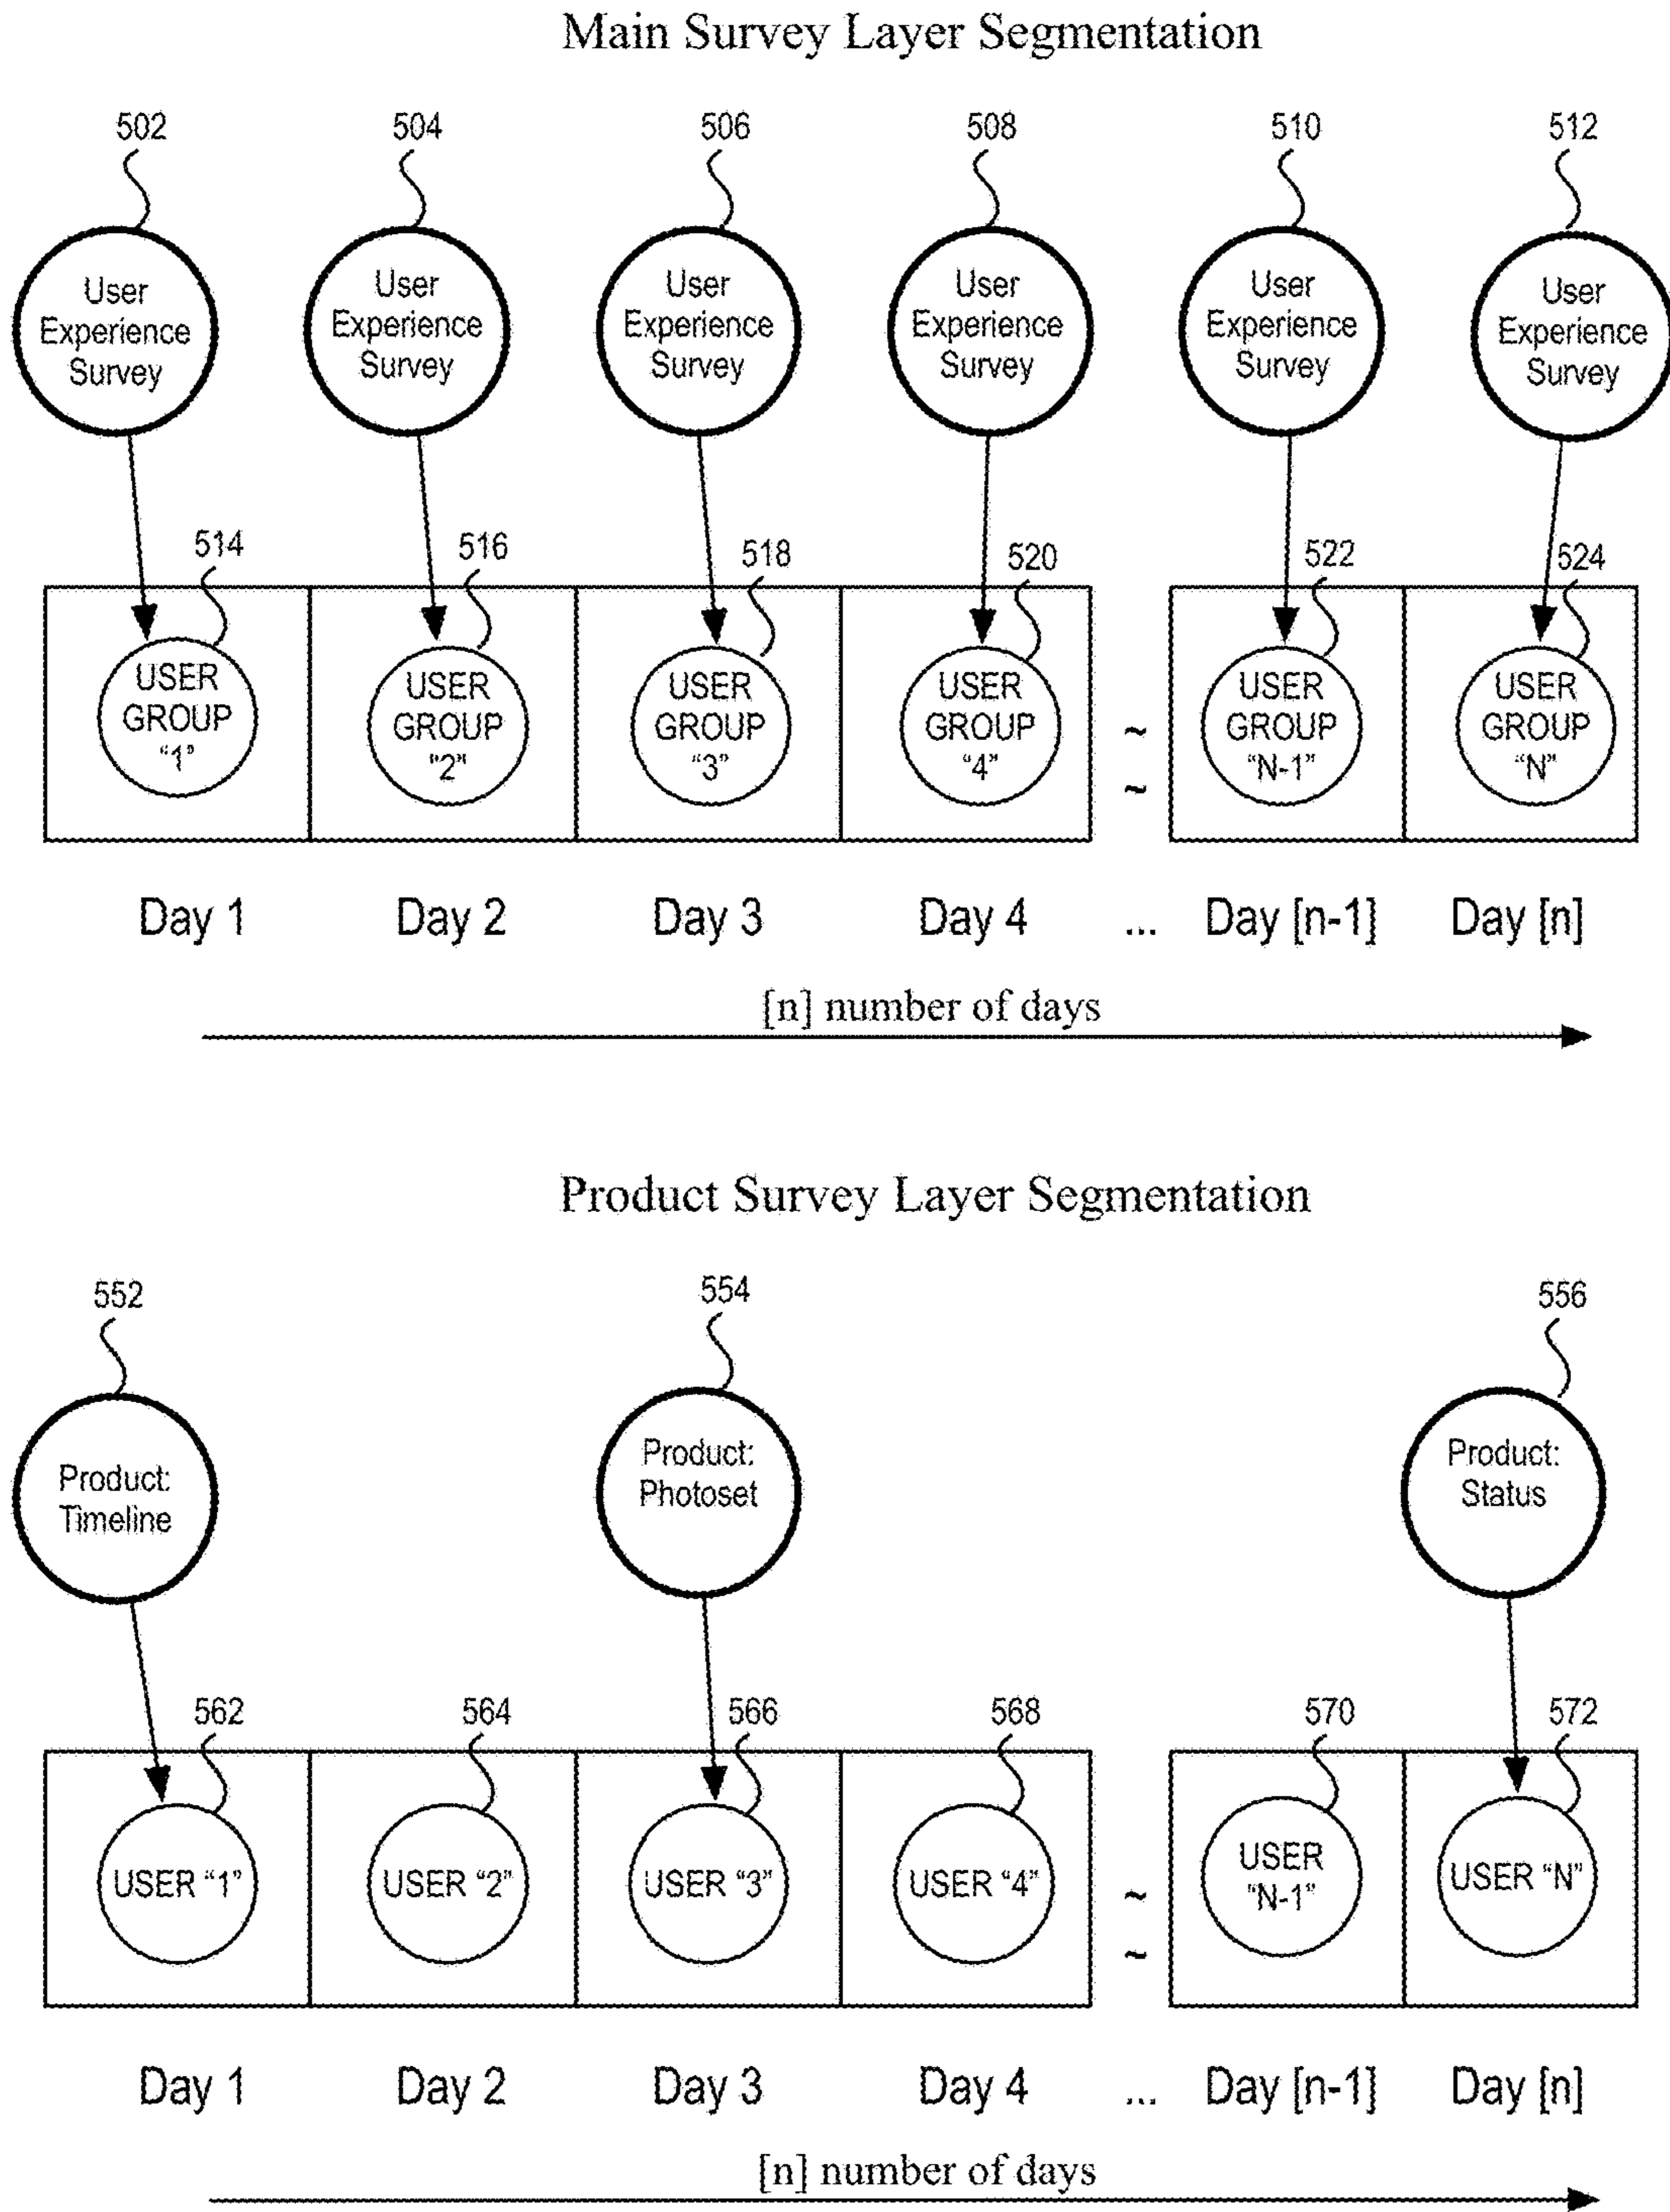 Main Survey Layer Segmentation
502 504 506 508 510 512
User
Experience
Survey
User
Experience
Survey
User
Experience
Survey
User
Experience
Survey
User
Experience
Survey
User
Experience
Survey
514 516 518 520 522 524
USER
GROUP
“1”
USER
GROUP
"2"
USER
GROUP
“3”
USER
GROUP
“4”
~
~
USER
GROUP
“N-1”
USER
GROUP
“N”
Day 1 Day 2 Day 3 Day 4 ... Day [n-1] Day [n]
[n] number of days
Product Survey Layer Segmentation
552 554 556
Product:
Timeline
Product:
Photoset
Product:
Status
562 564 566 568 570 572
USER “1”
USER “2”
USER “3”
USER “4”
~
~
USER
“N-1”
USER “N”
Day 1 Day 2 Day 3 Day 4 ... Day [n-1] Day [n]
[n] number of days